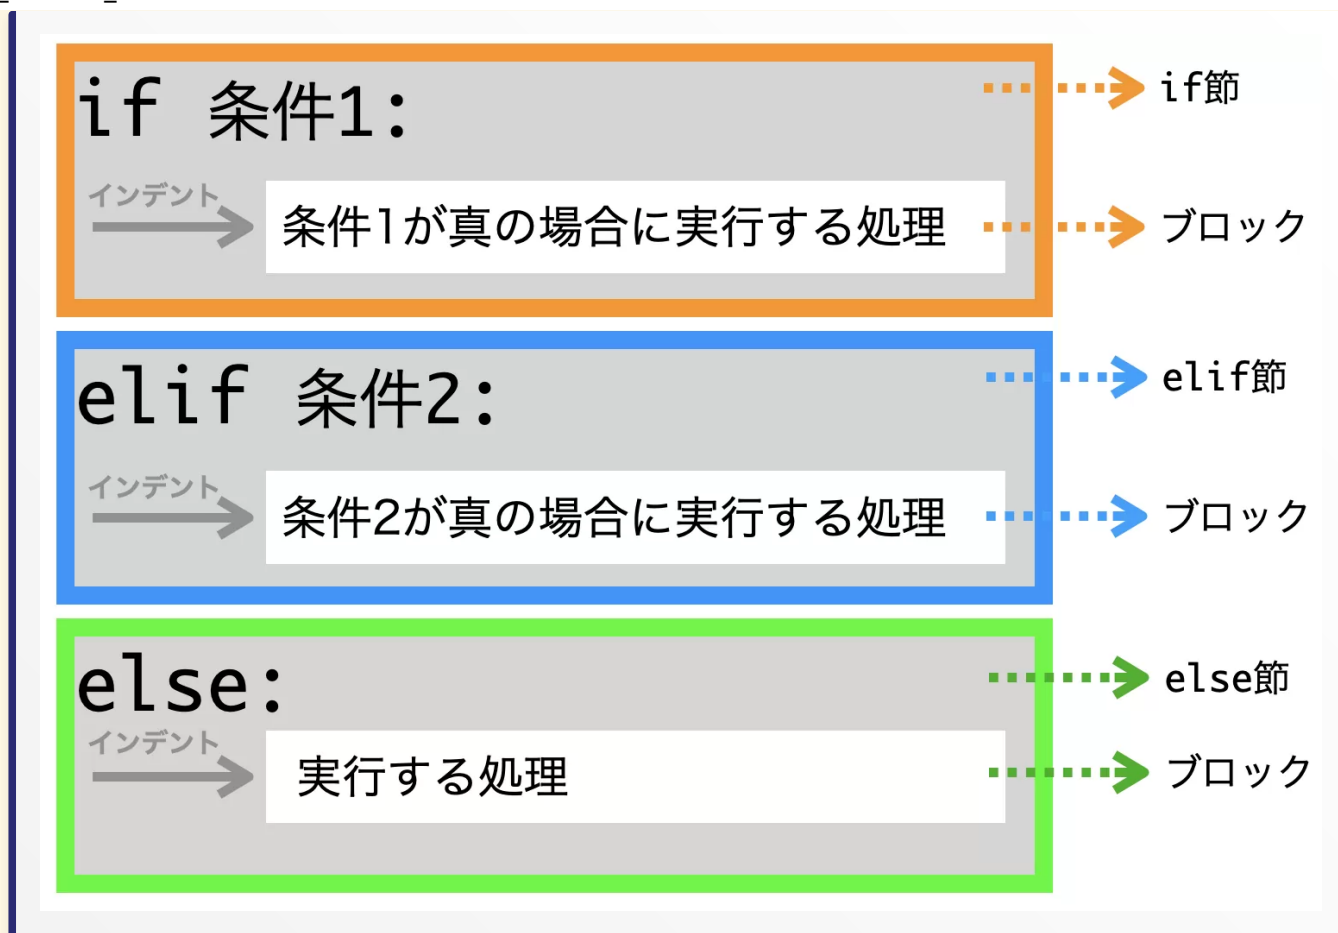 if 条件1:
if節
インデント
条件1が真の場合に実行する処理
ブロック
elif 条件2:
elif節
インデント
条件2が真の場合に実行する処理
ブロック
else:
else節
インデント
実行する処理
ブロック